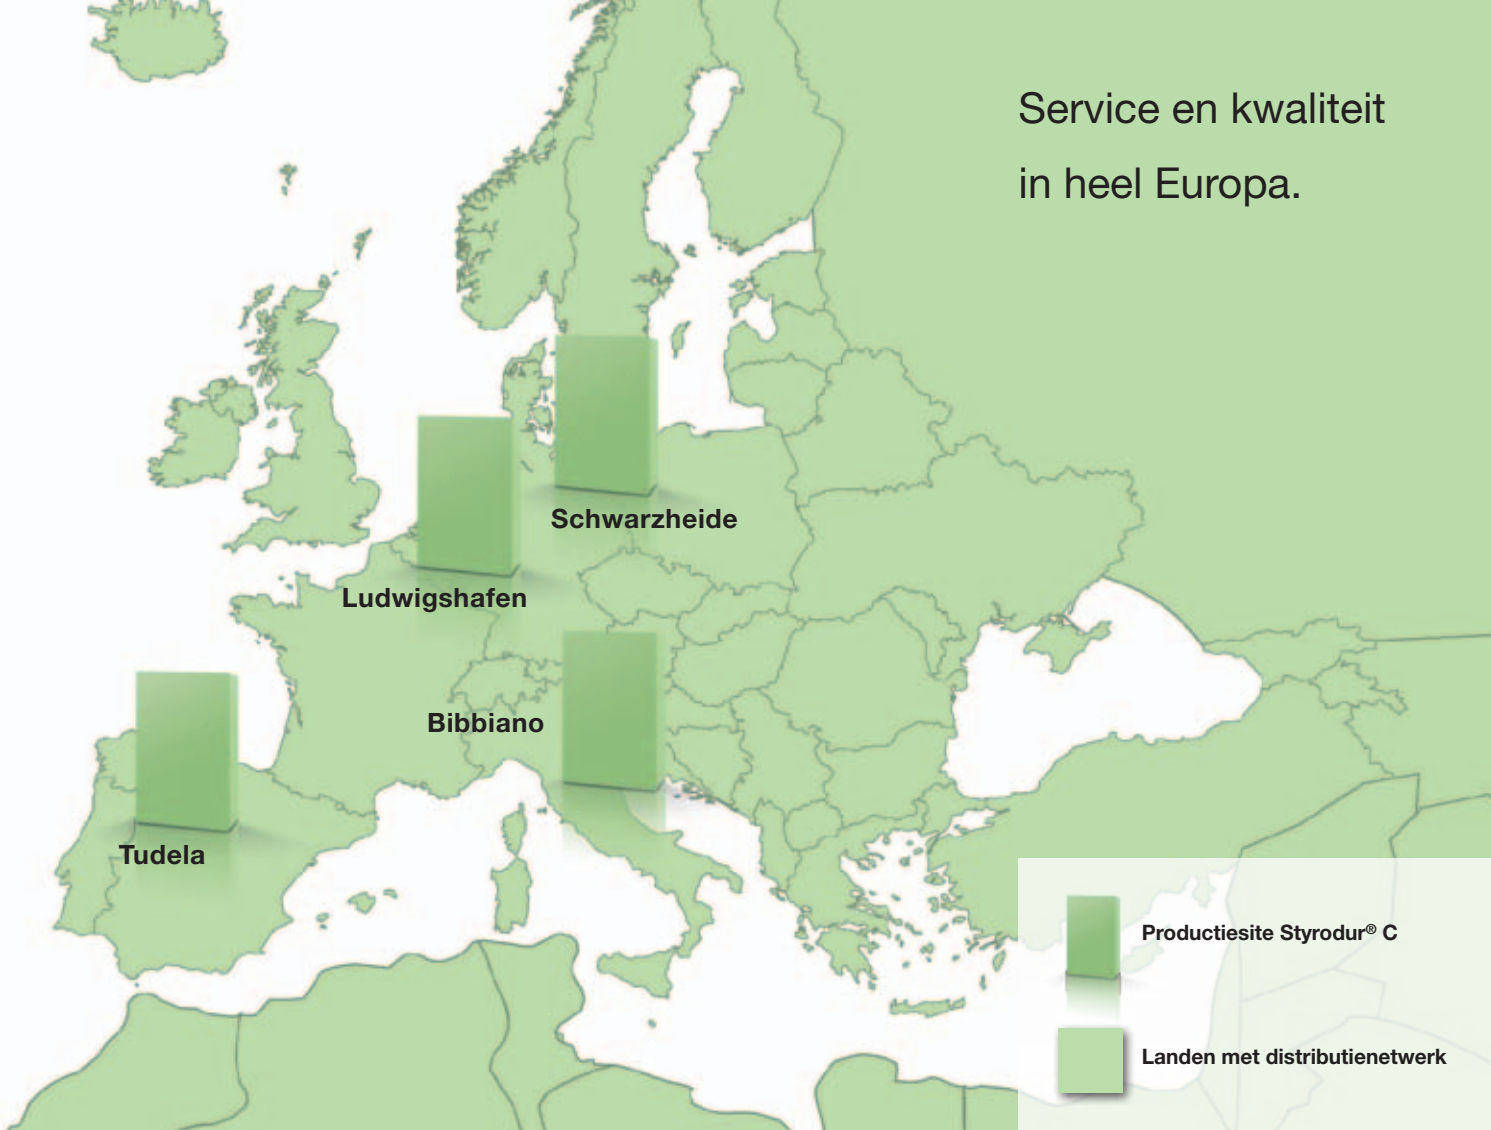 Service en kwaliteit
in heel Europa.
Schwarzheide
Ludwigshafen
Bibbiano
Tudela
Productiesite Styrodur® C
Landen met distributienetwerk